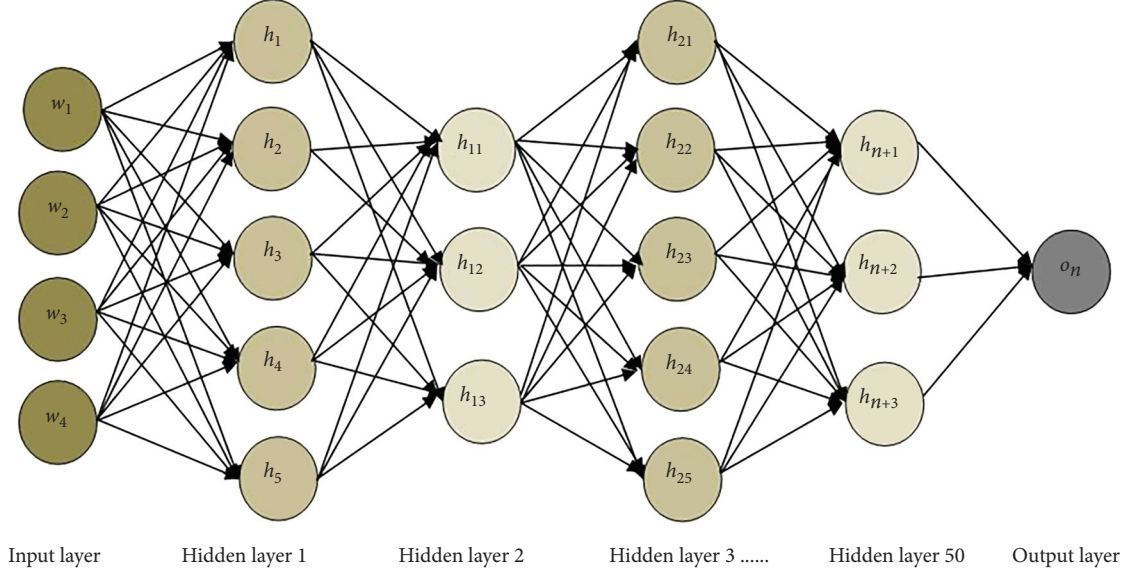 w1
w2
w3
w4
h1
h2
h3
h4
h5
h11
h12
h13
h21
h22
h23
h24
h25
hn+1
hn+2
hn+3
on
Input layer
Hidden layer 1
Hidden layer 2
Hidden layer 3 ......
Hidden layer 50
Output layer